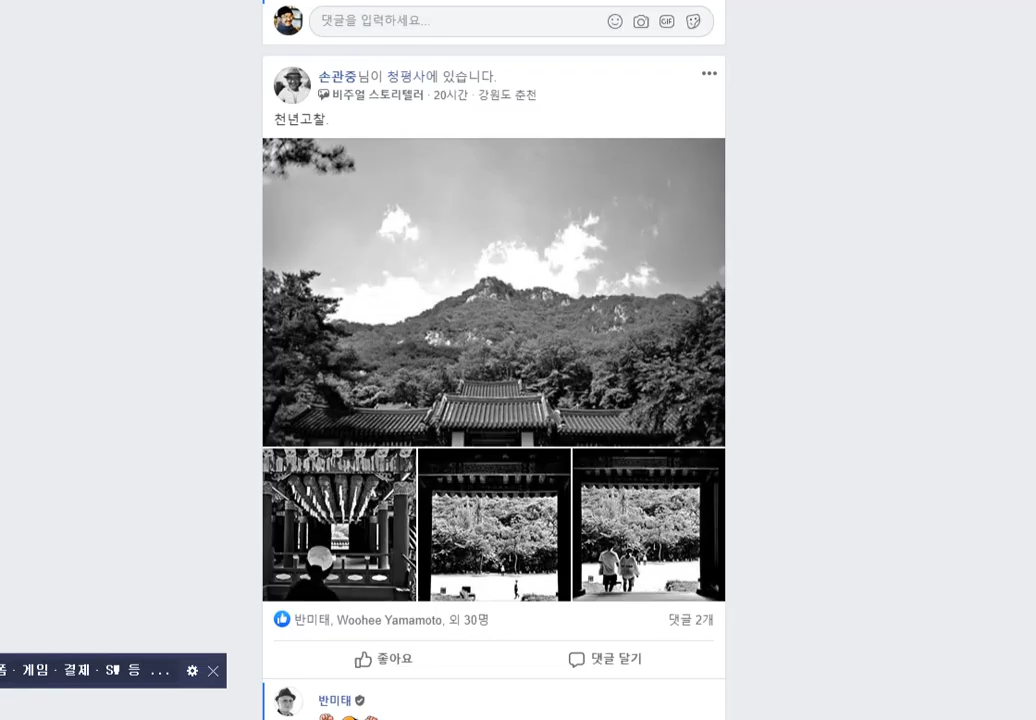 댓글을 입력하세요...
GIF
손관중님이 청평사에 있습니다.
비주얼 스토리텔러 · 20시간 · 강원도 춘천
천년고찰.
반미태, Woohee Yamamoto, 외 30명
댓글 2개
좋아요
댓글 달기
· 게임 · 결제 · SW 등 ...
반미태